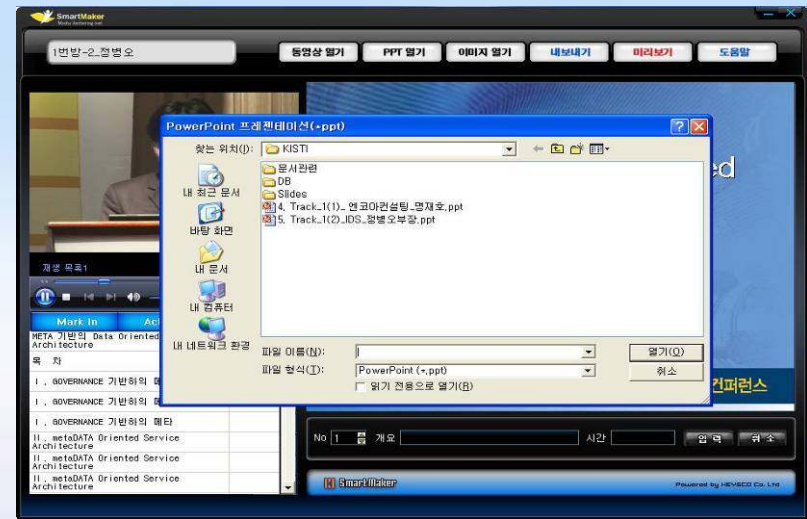 SmartMaker
Media Authoring tool
1번방-2_정병오
동영상 열기
PPT 열기
이미지 열기
내보내기
미리보기
도움말
PowerPoint 프레젠테이션(*ppt)
찾는 위치(I):
KISTI
문서관련
DB
Slides
4, Track_1(1)_ 엔코아컨설팅_명재호,ppt
5, Track_1(2)_IDS_정병오부장,ppt
내 최근 문서
바탕 화면
내 문서
내 컴퓨터
내 네트워크 환경
파일 이름(N):
열기(O)
파일 형식(T):
PowerPoint (*,ppt)
취소
읽기 전용으로 열기(R)
재생 목록1
Mark In
META 기반의 Data Oriented
Architecture
목 차
I , GOVERNANCE 기반하의 메
I , GOVERNANCE 기반하의 메
I , GOVERNANCE 기반하의 메타
II , metaDATA Oriented Service
Architecture
II , metaDATA Oriented Service
Architecture
II , metaDATA Oriented Service
Architecture
컨퍼런스
No 1 개요 시간 입 력 취 소
SmartMaker
Powered by HEVSCO Co. Ltd